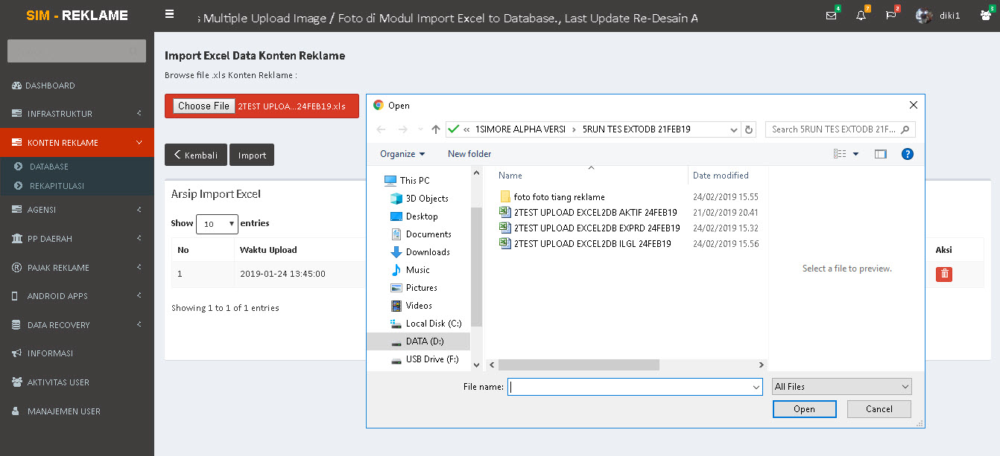 SIM - REKLAME
s Multiple Upload Image / Foto di Modul Import Excel to Database., Last Update Re-Desain A
4
7
2
diki1
3
DASHBOARD
INFRASTRUKTUR
KONTEN REKLAME
DATABASE
REKAPITULASI
AGENSI
PP DAERAH
PAJAK REKLAME
ANDROID APPS
DATA RECOVERY
INFORMASI
AKTIVITAS USER
MANAJEMEN USER
Import Excel Data Konten Reklame
Browse file .xls Konten Reklame :
Choose File 2TEST UPLOA...24FEB19.xls
Kembali Import
Arsip Import Excel
Show 10 entries
No Waktu Upload Aksi
1 2019-01-24 13:45:00
Showing 1 to 1 of 1 entries
Open
« 1SIMORE ALPHA VERSI › 5RUN TES EXTODB 21FEB19
Search 5RUN TES EXTODB 21F...
Organize New folder
This PC
3D Objects
Desktop
Documents
Downloads
Music
Pictures
Videos
Local Disk (C:)
DATA (D:)
USB Drive (F:)
Name Date modified
foto foto tiang reklame 24/02/2019 15.55
2TEST UPLOAD EXCEL2DB AKTIF 24FEB19 21/02/2019 20.41
2TEST UPLOAD EXCEL2DB EXPRD 24FEB19 24/02/2019 15.32
2TEST UPLOAD EXCEL2DB ILGL 24FEB19 24/02/2019 15.56
Select a file to preview.
File name: All Files
Open Cancel